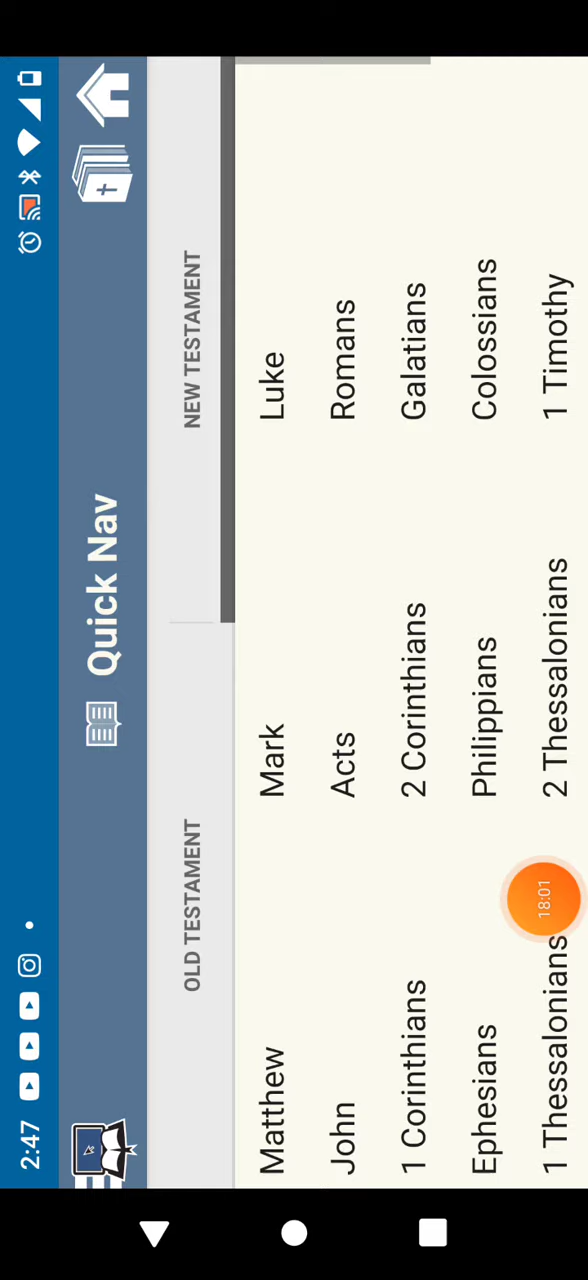 2:47
Quick Nav
OLD TESTAMENT NEW TESTAMENT
Matthew Mark Luke
John Acts Romans
1 Corinthians 2 Corinthians Galatians
Ephesians Philippians Colossians
18:01
1 Thessalonians 2 Thessalonians 1 Timothy